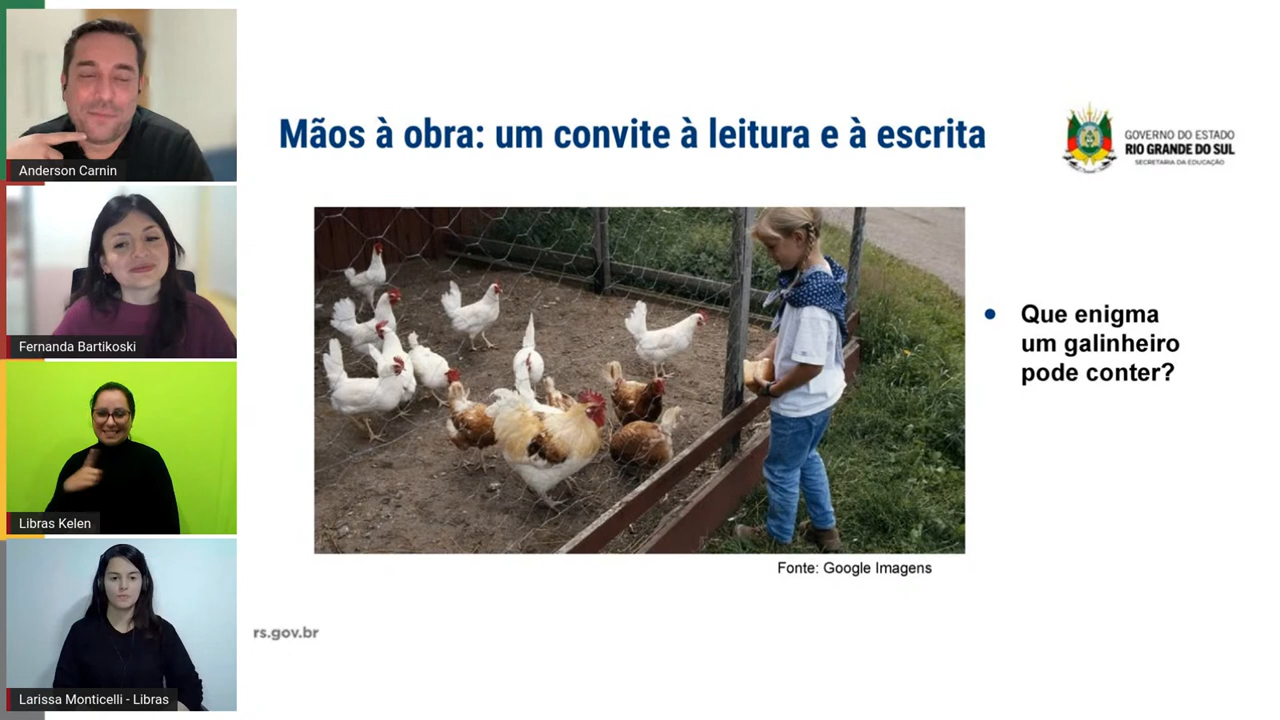 Anderson Carnin
Fernanda Bartikoski
Libras Kelen
Larissa Monticelli - Libras
Mãos à obra: um convite à leitura e à escrita
GOVERNO DO ESTADO
RIO GRANDE DO SUL
SECRETARIA DA EDUCAÇÃO
• Que enigma
um galinheiro
pode conter?
Fonte: Google Imagens
rs.gov.br